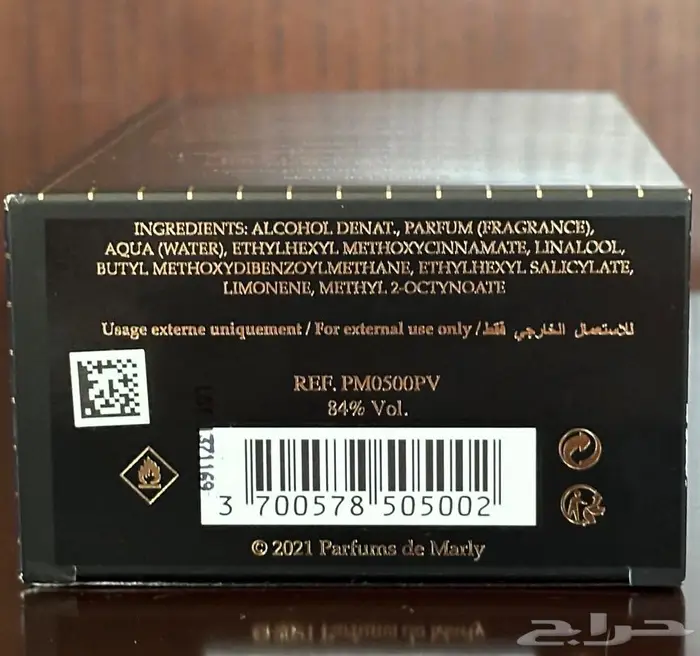 INGREDIENTS: ALCOHOL DENAT., PARFUM (FRAGRANCE),
AQUA (WATER), ETHYLHEXYL METHOXYCINNAMATE, LINALOOL,
BUTYL METHOXYDIBENZOYLMETHANE, ETHYLHEXYL SALICYLATE,
LIMONENE, METHYL 2-OCTYNOATE
Usage externe uniquement / For external use only / للاستعمال الخارجي فقط
REF. PM0500PV
84% Vol.
3 700578 505002
© 2021 Parfums de Marly
حراج